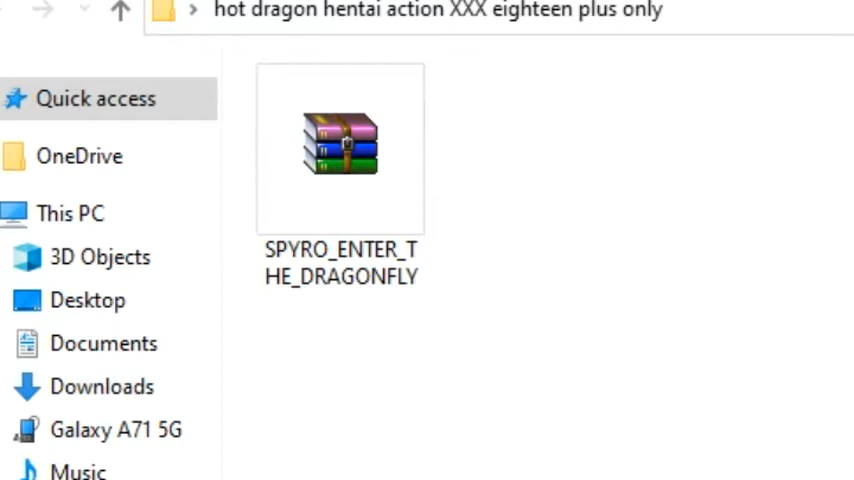 hot dragon hentai action XXX eighteen plus only
Quick access
OneDrive
This PC
3D Objects
Desktop
Documents
Downloads
Galaxy A71 5G
Music
SPYRO_ENTER_T
HE_DRAGONFLY